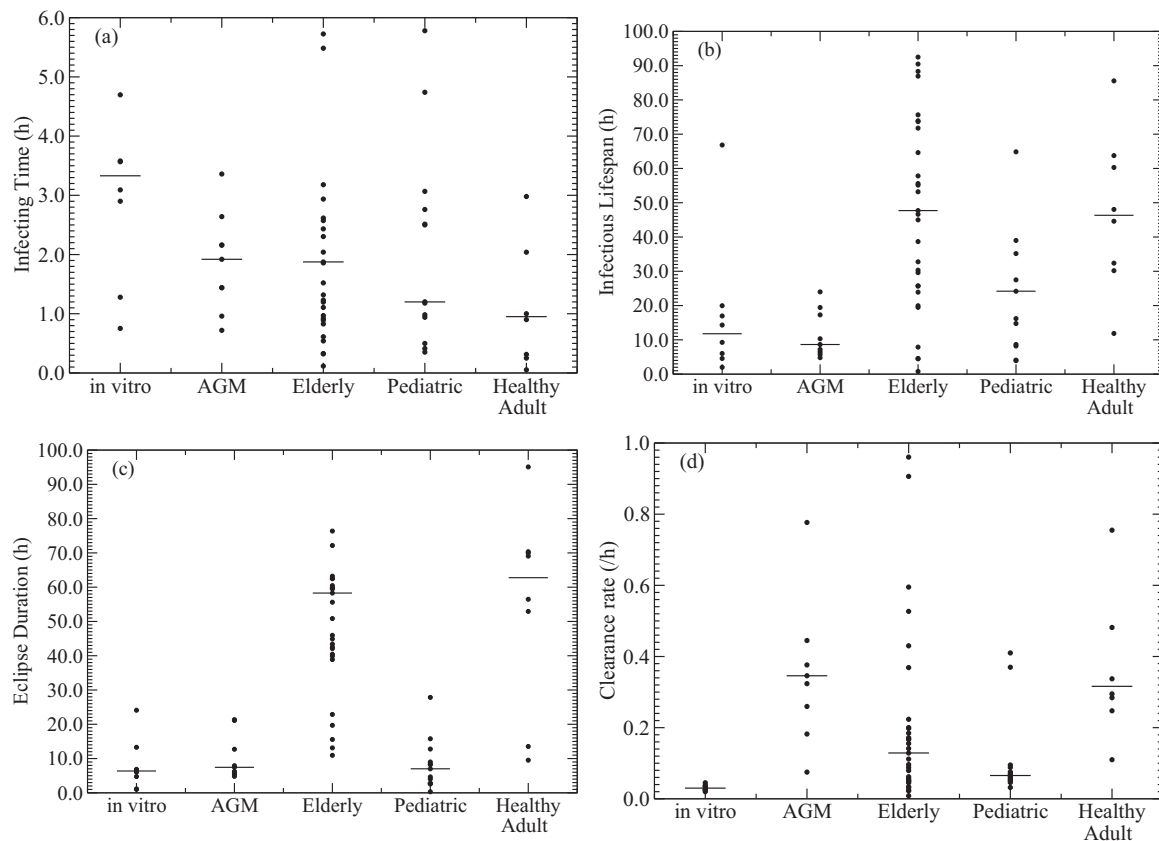 (a)
Infecting Time (h)
6.0
5.0
4.0
3.0
2.0
1.0
0.0
in vitro AGM Elderly Pediatric Healthy
Adult
(b)
Infectious Lifespan (h)
100.0
90.0
80.0
70.0
60.0
50.0
40.0
30.0
20.0
10.0
0.0
in vitro AGM Elderly Pediatric Healthy
Adult
(c)
Eclipse Duration (h)
100.0
90.0
80.0
70.0
60.0
50.0
40.0
30.0
20.0
10.0
0.0
in vitro AGM Elderly Pediatric Healthy
Adult
(d)
Clearance rate (/h)
1.0
0.8
0.6
0.4
0.2
0.0
in vitro AGM Elderly Pediatric Healthy
Adult